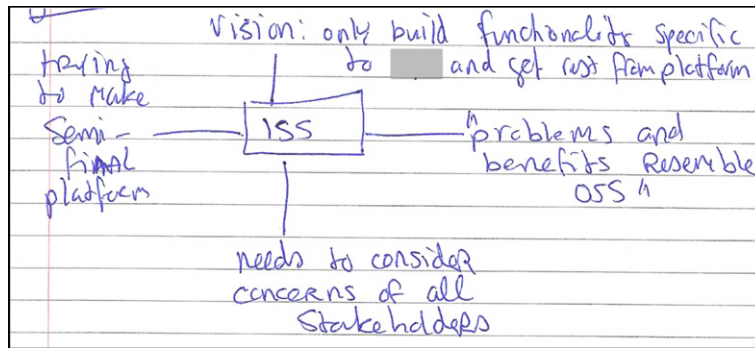 Vision: only build functionality specific
to and get rest from platform
trying
to make
Semi-
final
platform
ISS
"problems and
benefits resemble
OSS"
needs to consider
concerns of all
Stakeholders